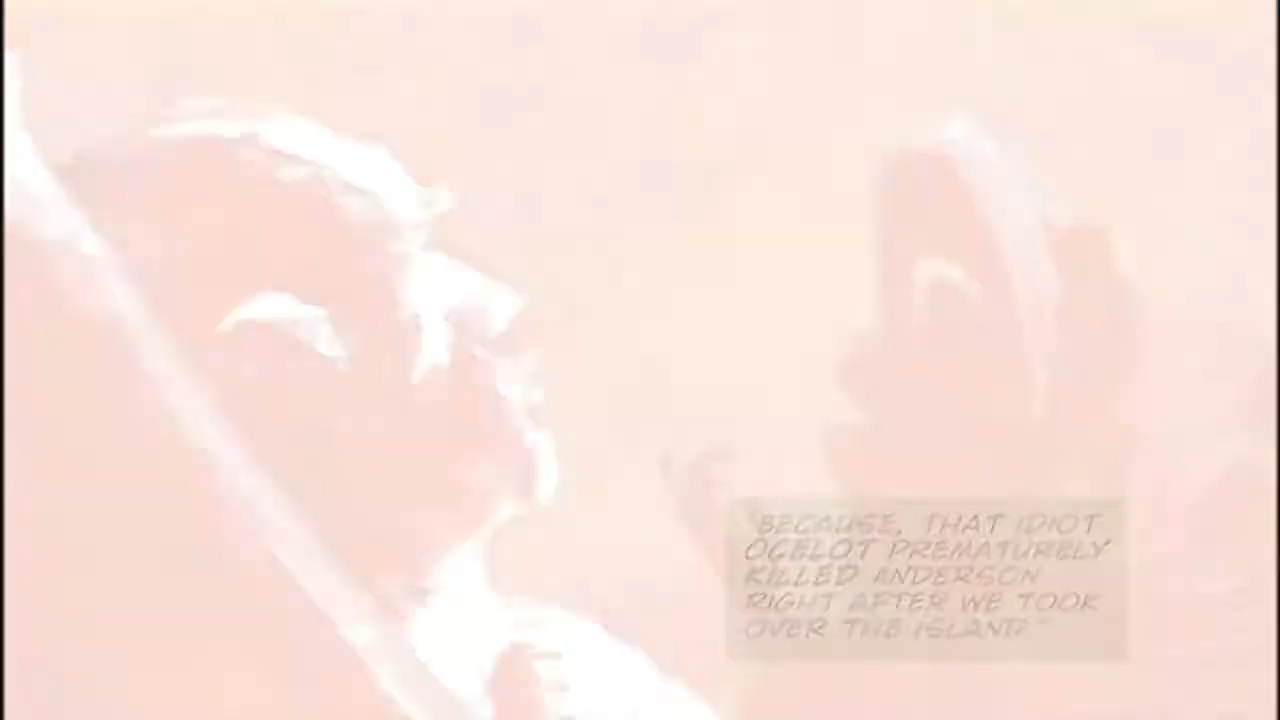 "BECAUSE, THAT IDIOT
OCELOT PREMATURELY
KILLED ANDERSON
RIGHT AFTER WE TOOK
OVER THE ISLAND."